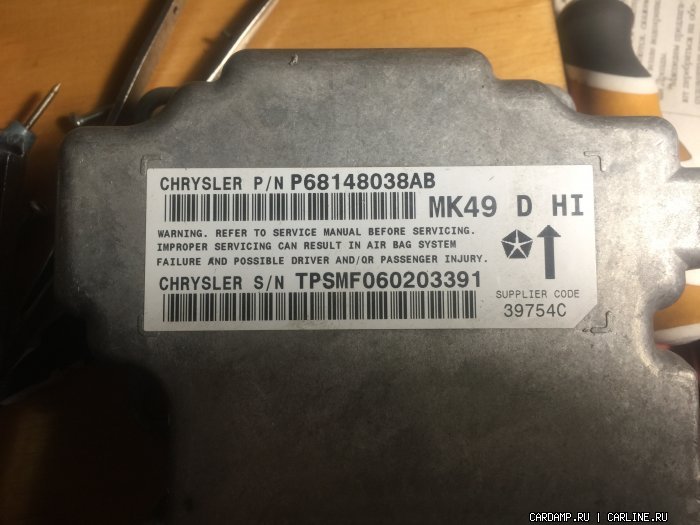 CHRYSLER P/N P68148038AB
MK49 D HI
WARNING. REFER TO SERVICE MANUAL BEFORE SERVICING.
IMPROPER SERVICING CAN RESULT IN AIR BAG SYSTEM
FAILURE AND POSSIBLE DRIVER AND/OR PASSENGER INJURY.
CHRYSLER S/N TPSMF060203391
SUPPLIER CODE
39754C
CARDAMP.RU | CARLINE.RU